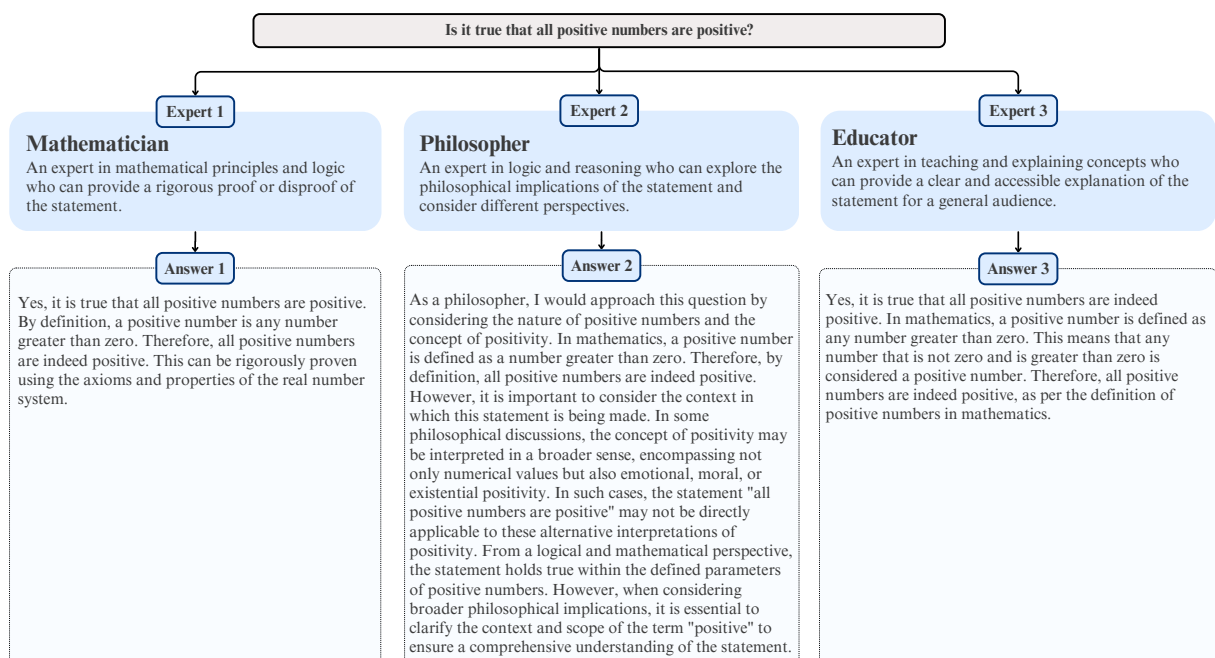 Is it true that all positive numbers are positive?
Expert 1
Mathematician
An expert in mathematical principles and logic
who can provide a rigorous proof or disproof of
the statement.
Answer 1
Yes, it is true that all positive numbers are positive.
By definition, a positive number is any number
greater than zero. Therefore, all positive numbers
are indeed positive. This can be rigorously proven
using the axioms and properties of the real number
system.
Expert 2
Philosopher
An expert in logic and reasoning who can explore the
philosophical implications of the statement and
consider different perspectives.
Answer 2
As a philosopher, I would approach this question by
considering the nature of positive numbers and the
concept of positivity. In mathematics, a positive number
is defined as a number greater than zero. Therefore, by
definition, all positive numbers are indeed positive.
However, it is important to consider the context in
which this statement is being made. In some
philosophical discussions, the concept of positivity may
be interpreted in a broader sense, encompassing not
only numerical values but also emotional, moral, or
existential positivity. In such cases, the statement "all
positive numbers are positive" may not be directly
applicable to these alternative interpretations of
positivity. From a logical and mathematical perspective,
the statement holds true within the defined parameters
of positive numbers. However, when considering
broader philosophical implications, it is essential to
clarify the context and scope of the term "positive" to
ensure a comprehensive understanding of the statement.
Expert 3
Educator
An expert in teaching and explaining concepts who
can provide a clear and accessible explanation of the
statement for a general audience.
Answer 3
Yes, it is true that all positive numbers are indeed
positive. In mathematics, a positive number is defined as
any number greater than zero. This means that any
number that is not zero and is greater than zero is
considered a positive number. Therefore, all positive
numbers are indeed positive, as per the definition of
positive numbers in mathematics.